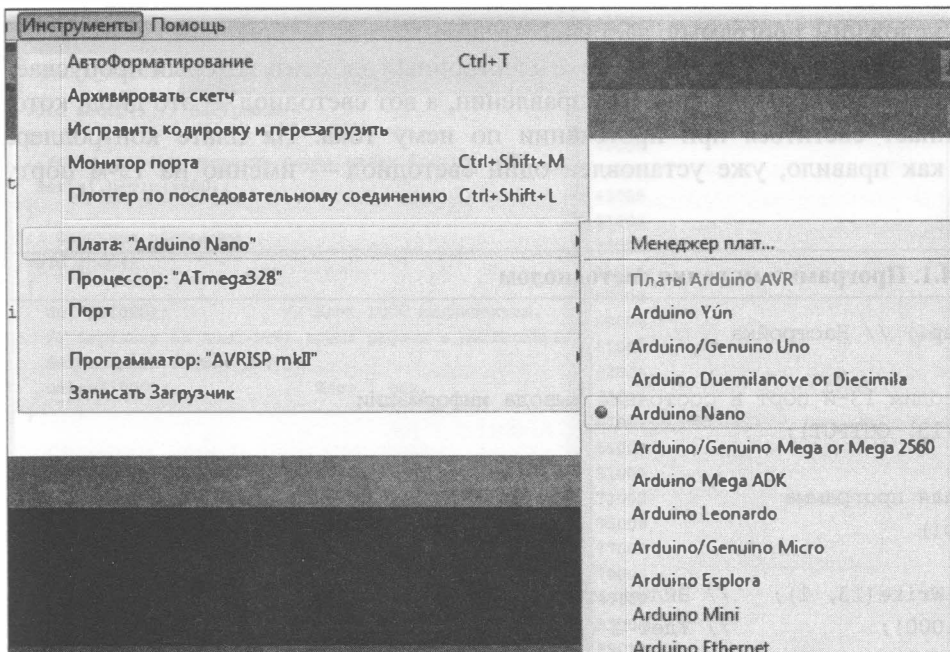 Инструменты Помощь
АвтоФорматирование Ctrl+T
Архивировать скетч
Исправить кодировку и перезагрузить
Монитор порта Ctrl+Shift+M
Плоттер по последовательному соединению Ctrl+Shift+L
Плата: "Arduino Nano"
Процессор: "ATmega328"
Порт
Программатор: "AVRISP mkII"
Записать Загрузчик
Менеджер плат...
Платы Arduino AVR
Arduino Yún
Arduino/Genuino Uno
Arduino Duemilanove or Diecimila
Arduino Nano
Arduino/Genuino Mega or Mega 2560
Arduino Mega ADK
Arduino Leonardo
Arduino/Genuino Micro
Arduino Esplora
Arduino Mini
Arduino Ethernet